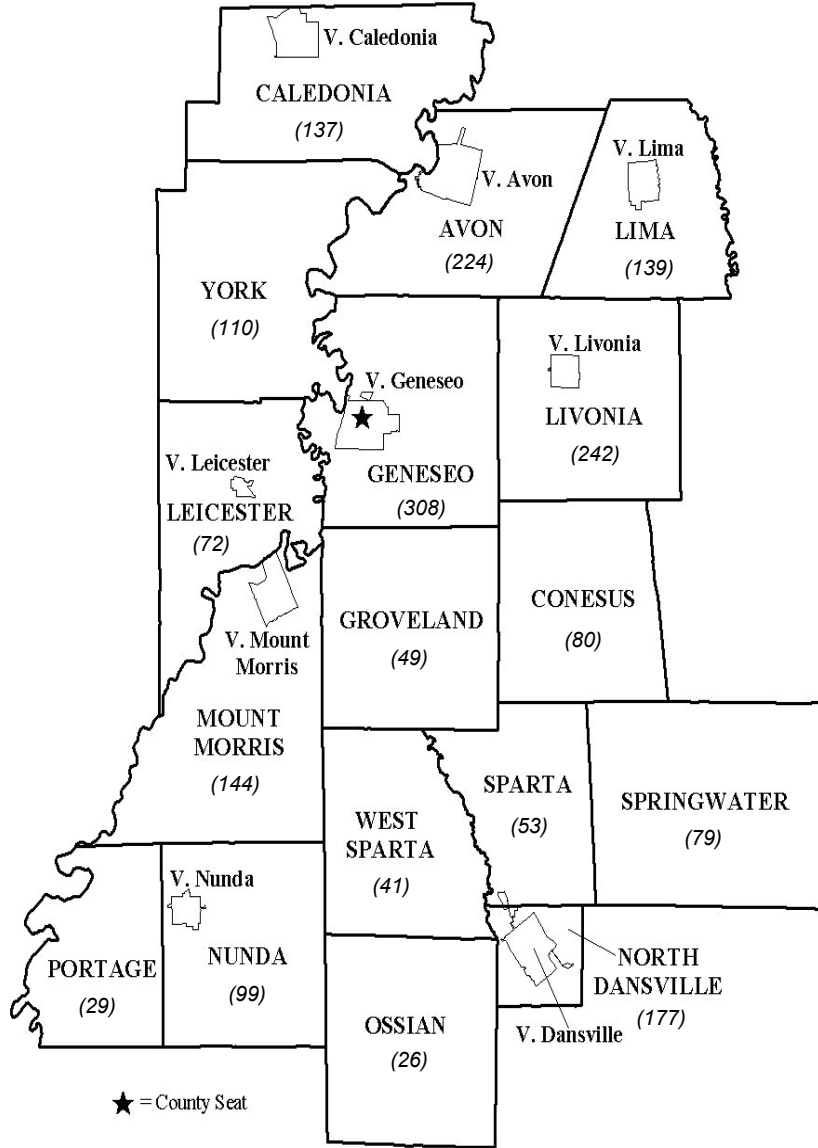 V. Caledonia
CALEDONIA
(137)
V. Lima
V. Avon
AVON
(224)
LIMA
(139)
YORK
(110)
V. Livonia
V. Geneseo
LIVONIA
(242)
V. Leicester
GENESEO
(308)
LEICESTER
(72)
CONESUS
(80)
GROVELAND
(49)
V. Mount
Morris
MOUNT
MORRIS
(144)
SPARTA
(53)
SPRINGWATER
(79)
WEST
SPARTA
(41)
V. Nunda
NORTH
DANSVILLE
(177)
PORTAGE
(29)
NUNDA
(99)
OSSIAN
(26)
V. Dansville
= County Seat